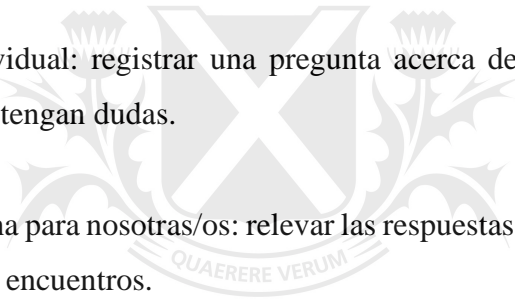 vidual: registrar una pregunta acerca de
tengan dudas.
na para nosotras/os: relevar las respuestas
encuentros.
QUAERERE VERUM